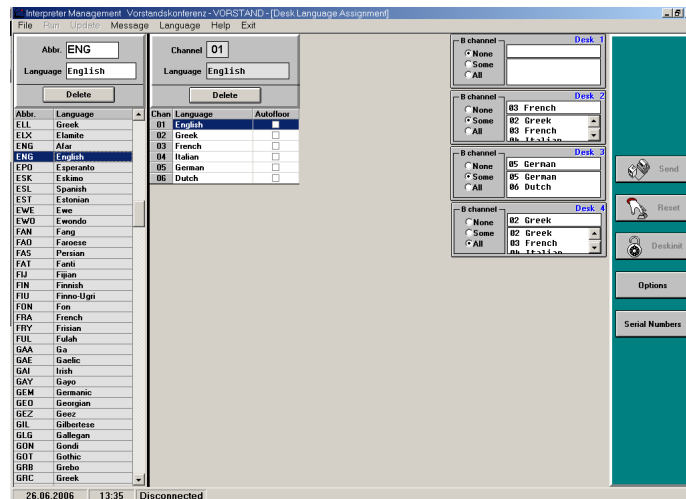 Interpreter Management Vorstandskonferenz - VORSTAND - [Desk Language Assignment]
File Run Update Message Language Help Exit
Abbr. ENG
Language English
Delete
Abbr. Language
ELL Greek
ELX Elamite
ENG Afar
ENG English
EPO Esperanto
ESK Eskimo
ESL Spanish
EST Estonian
EWE Ewe
EWO Ewondo
FAN Fang
FAO Faroese
FAS Persian
FAT Fanti
FIJ Fijian
FIN Finnish
FIU Finno-Ugri
FON Fon
FRA French
FRY Frisian
FUL Fulah
GAA Ga
GAE Gaelic
GAI Irish
GAY Gayo
GEM Germanic
GEO Georgian
GEZ Geez
GIL Gilbertese
GLG Gallegan
GON Gondi
GOT Gothic
GRB Grebo
GRC Greek
Channel 01
Language English
Delete
Chan Language Autofloor
01 English
02 Greek
03 French
04 Italian
05 German
06 Dutch
B channel Desk 1
None
Some
All
B channel Desk 2
None 03 French
Some 02 Greek
All 03 French
04 Italian
B channel Desk 3
None 05 German
Some 05 German
All 06 Dutch
B channel Desk 4
None 02 Greek
Some 02 Greek
All 03 French
04 Italian
Send
Reset
Deskinit
Options
Serial Numbers
26.06.2006 13:35 Disconnected